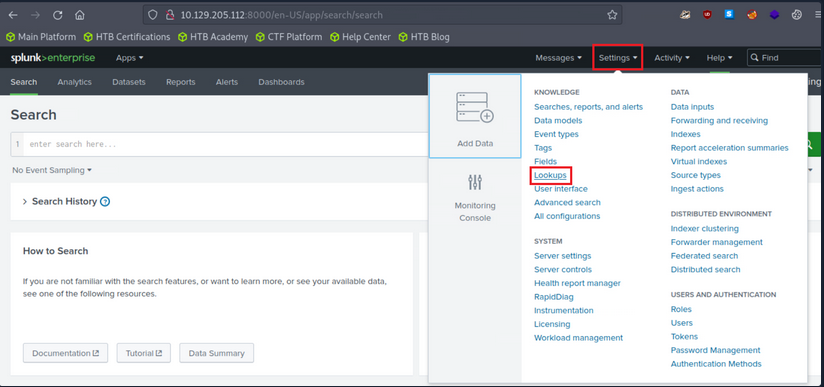 10.129.205.112:8000/en-US/app/search/search
Main Platform HTB Certifications HTB Academy CTF Platform Help Center HTB Blog
splunk>enterprise Apps Messages Settings Activity Help Find
Search Analytics Datasets Reports Alerts Dashboards
Search
1 enter search here...
No Event Sampling
Search History ?
How to Search
If you are not familiar with the search features, or want to learn more, or see your available data,
see one of the following resources.
Documentation Tutorial Data Summary
Add Data
Monitoring
Console
KNOWLEDGE
Searches, reports, and alerts
Data models
Event types
Tags
Fields
Lookups
User interface
Advanced search
All configurations
SYSTEM
Server settings
Server controls
Health report manager
RapidDiag
Instrumentation
Licensing
Workload management
DATA
Data inputs
Forwarding and receiving
Indexes
Report acceleration summaries
Virtual indexes
Source types
Ingest actions
DISTRIBUTED ENVIRONMENT
Indexer clustering
Forwarder management
Federated search
Distributed search
USERS AND AUTHENTICATION
Roles
Users
Tokens
Password Management
Authentication Methods